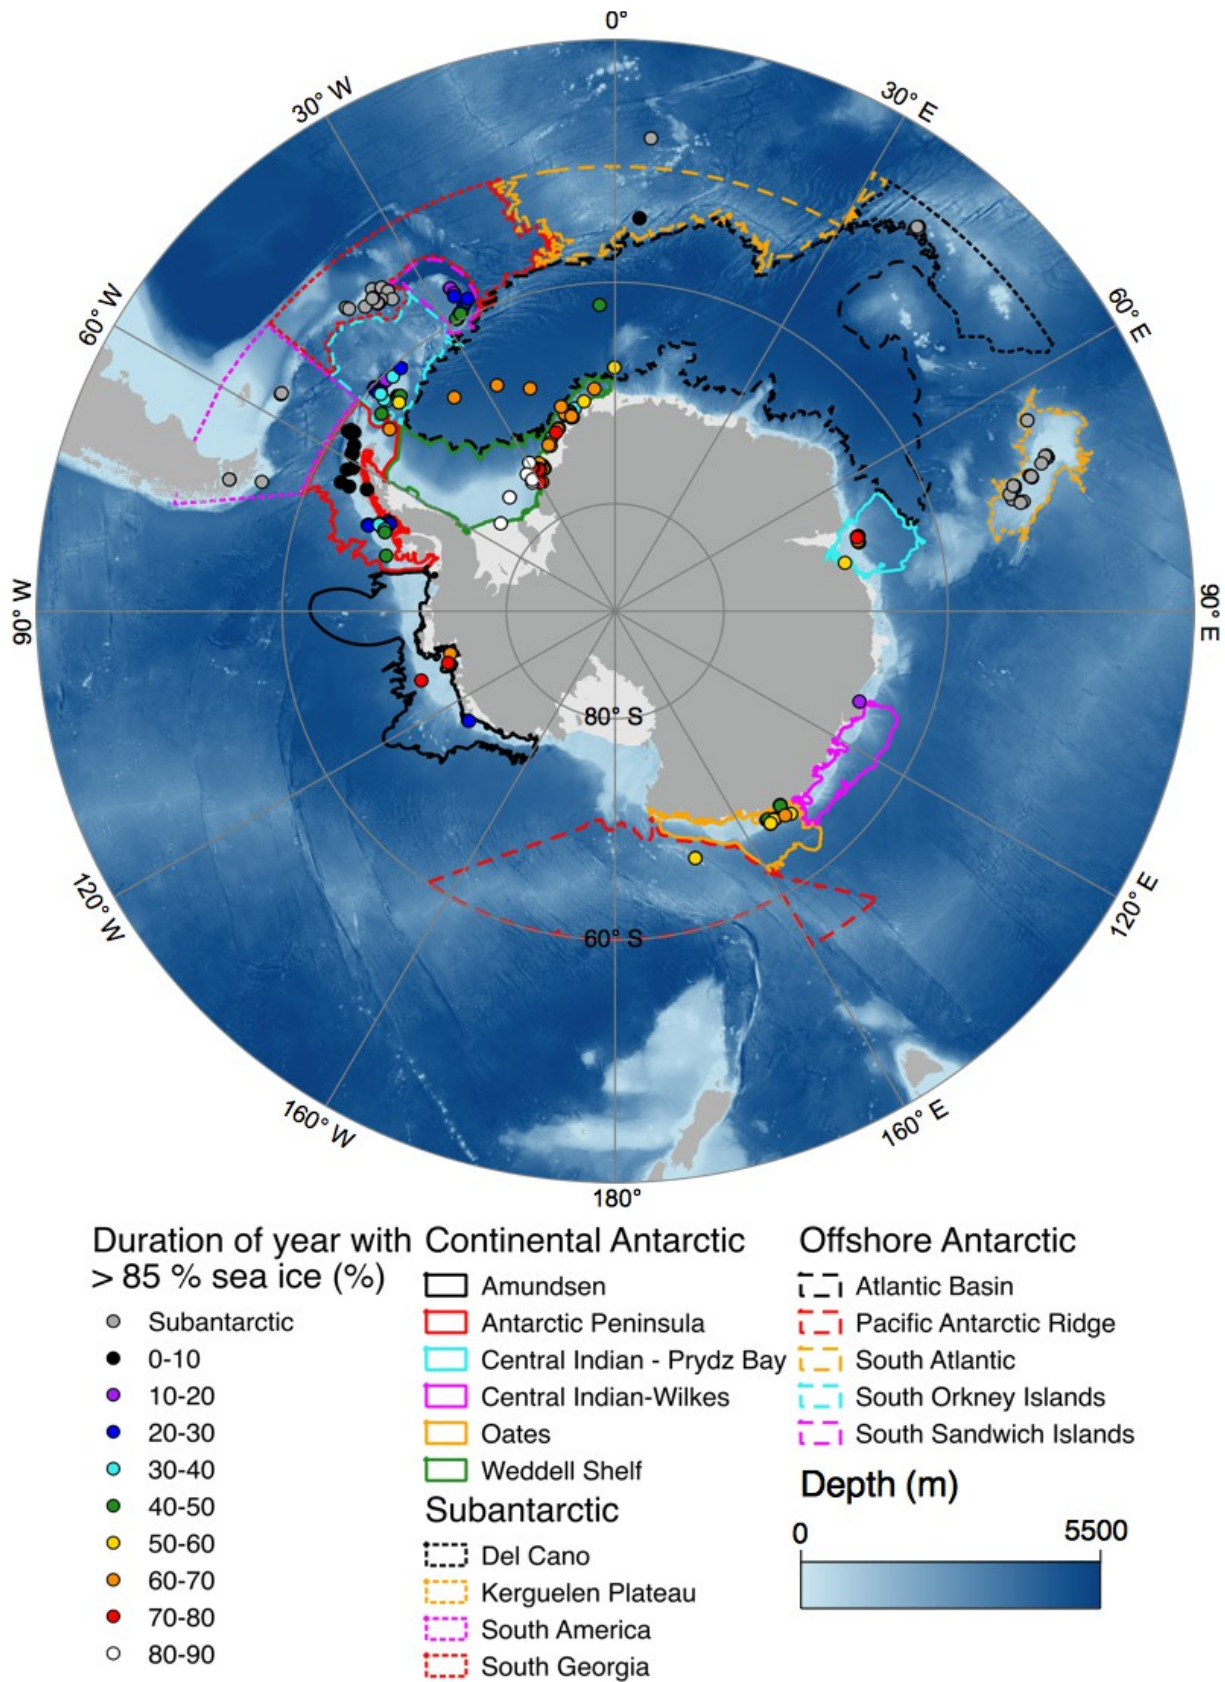 0°
30° W
30° E
60° W
60° E
90° W
90° E
80° S
120° W
120° E
60° S
160° W
160° E
180°
Duration of year with
> 85 % sea ice (%)
Subantarctic
0-10
10-20
20-30
30-40
40-50
50-60
60-70
70-80
80-90
Continental Antarctic
Amundsen
Antarctic Peninsula
Central Indian - Prydz Bay
Central Indian-Wilkes
Oates
Weddell Shelf
Subantarctic
Del Cano
Kerguelen Plateau
South America
South Georgia
Offshore Antarctic
Atlantic Basin
Pacific Antarctic Ridge
South Atlantic
South Orkney Islands
South Sandwich Islands
Depth (m)
0 5500